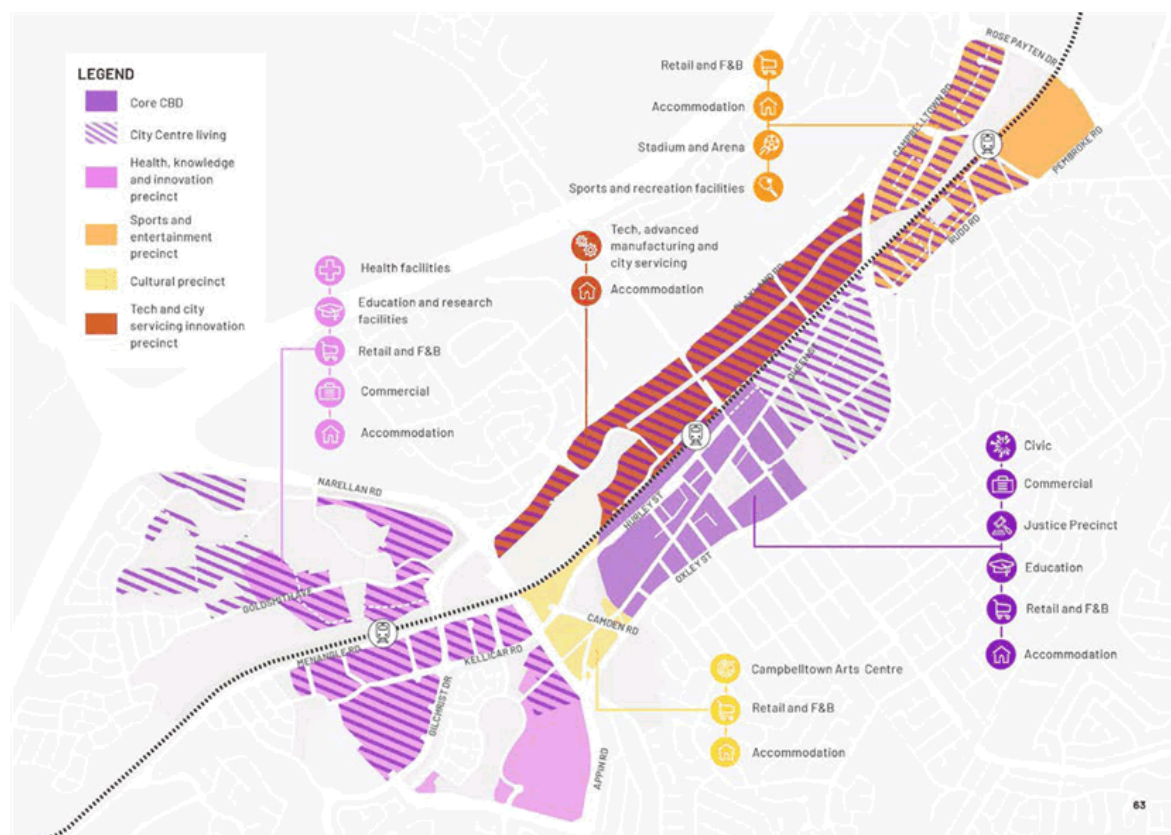 LEGEND
Core CBD
City Centre living
Health, knowledge
and innovation
precinct
Sports and
entertainment
precinct
Cultural precinct
Tech and city
servicing innovation
precinct
Retail and F&B
Accommodation
Stadium and Arena
Sports and recreation facilities
Tech, advanced
manufacturing and
city servicing
Accommodation
Health facilities
Education and research
facilities
Retail and F&B
Commercial
Accommodation
Civic
Commercial
Justice Precinct
Education
Retail and F&B
Accommodation
Campbelltown Arts Centre
Retail and F&B
Accommodation
ROSE PAYTEN DR
CAMPBELLTOWN RD
PEMBROKE RD
RUDD RD
QUEEN ST
HURLEY ST
OXLEY ST
CAMDEN RD
NARELLAN RD
GOLDSMITH AVE
MENANGLE RD
KELLICAR RD
GILCHRIST DR
APPIN RD
63